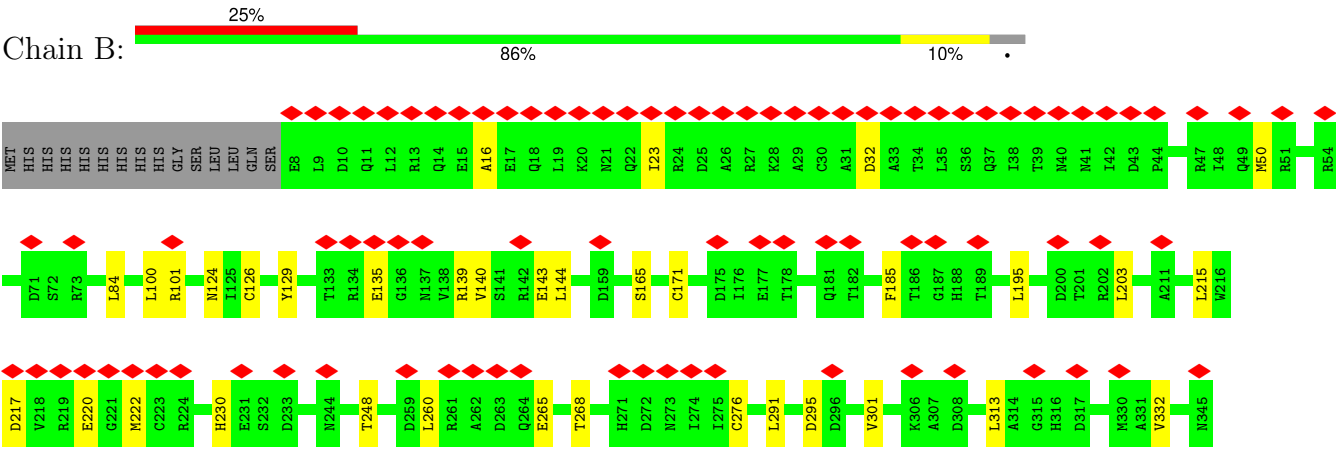 25%
Chain B:
86% 10% •
MET HIS HIS HIS HIS HIS HIS HIS HIS GLY SER LEU LEU GLN SER E8 L9 D10 Q11 L12 R13 Q14 E15 A16 E17 Q18 L19 K20 N21 Q22 I23 R24 D25 A26 R27 K28 A29 C30 A31 D32 A33 T34 L35 S36 Q37 I38 T39 N40 N41 I42 D43 P44 R47 I48 Q49 M50 R51 R54
D71 S72 R73 L84 L100 R101 N124 I125 C126 Y129 T133 R134 E135 G136 N137 V138 R139 V140 S141 R142 E143 L144 D159 S165 C171 D175 I176 E177 T178 Q181 T182 F185 T186 G187 H188 T189 L195 D200 T201 R202 L203 A211 L215 W216
D217 V218 R219 E220 G221 M222 C223 R224 H230 E231 S232 D233 N244 T248 D259 L260 R261 A262 D263 Q264 E265 T268 H271 D272 N273 I274 I275 C276 L291 D295 D296 V301 K306 A307 D308 L313 A314 G315 H316 D317 M330 A331 V332 N345